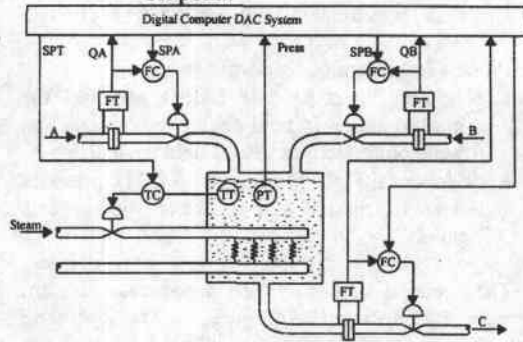 Digital Computer DAC System
SPT QA SPA Press SPB QB
FC FC
FT FT
A B
TC TT PT
Steam
FC
FT
C